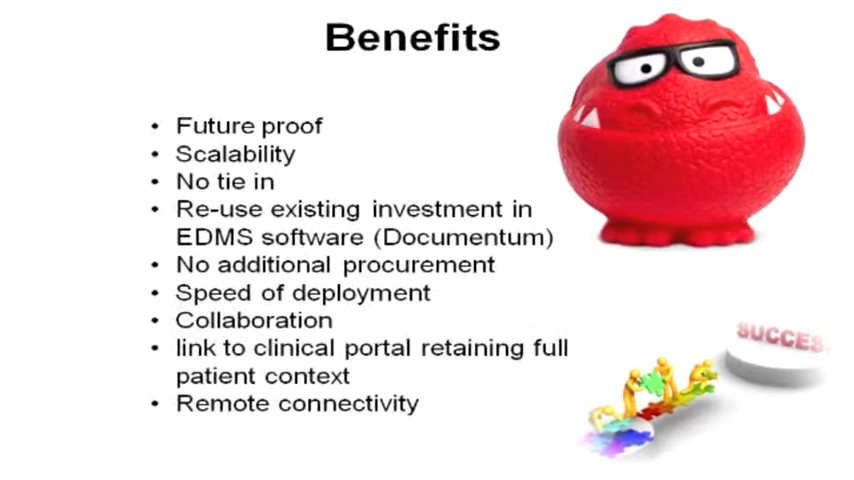 Benefits
• Future proof
• Scalability
• No tie in
• Re-use existing investment in
EDMS software (Documentum)
• No additional procurement
• Speed of deployment
• Collaboration
• link to clinical portal retaining full
patient context
• Remote connectivity
SUCCES